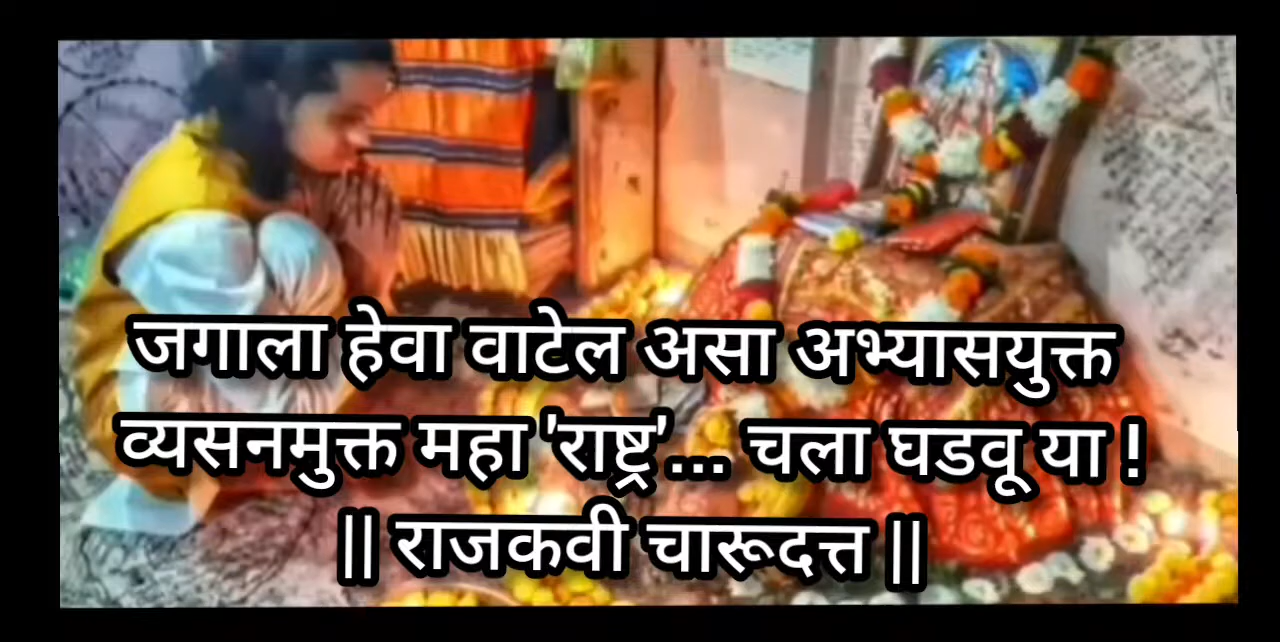 जगाला हेवा वाटेल असा अभ्यासयुक्त
व्यसनमुक्त महा 'राष्ट्र'... चला घडवू या !
|| राजकवी चारूदत्त ||